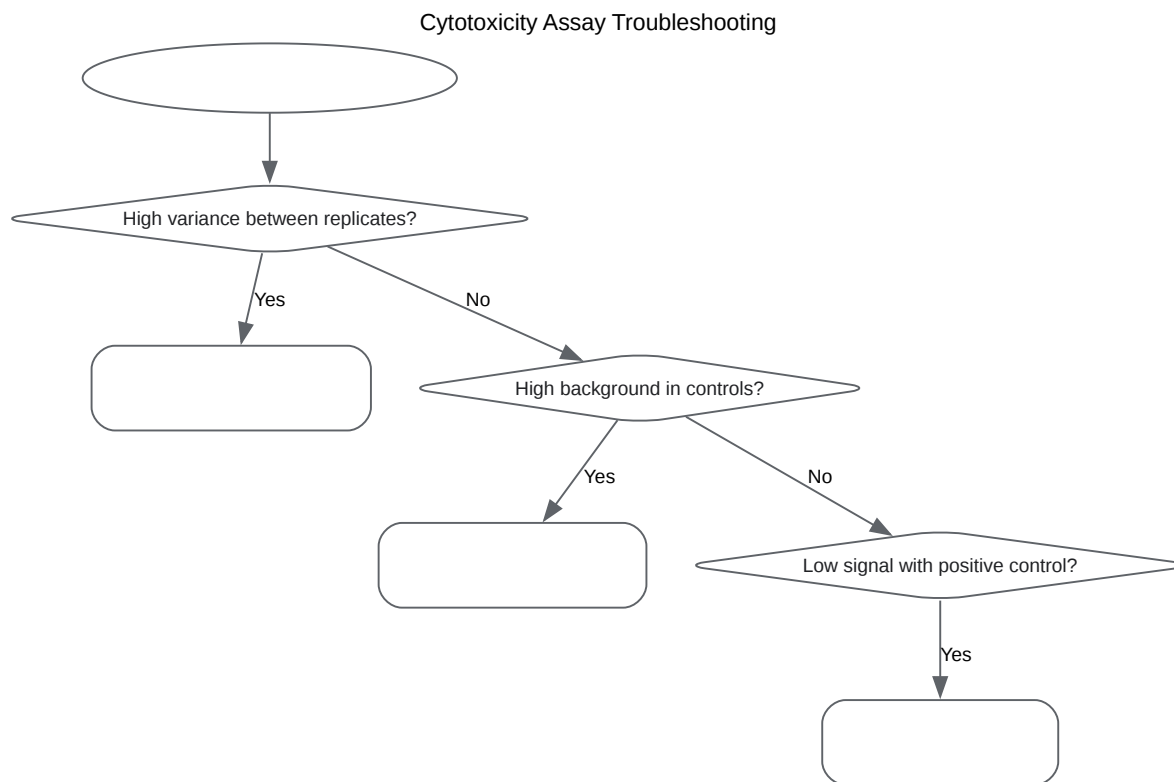 Cytotoxicity Assay Troubleshooting
High variance between replicates?
Yes
No
High background in controls?
Yes
No
Low signal with positive control?
Yes